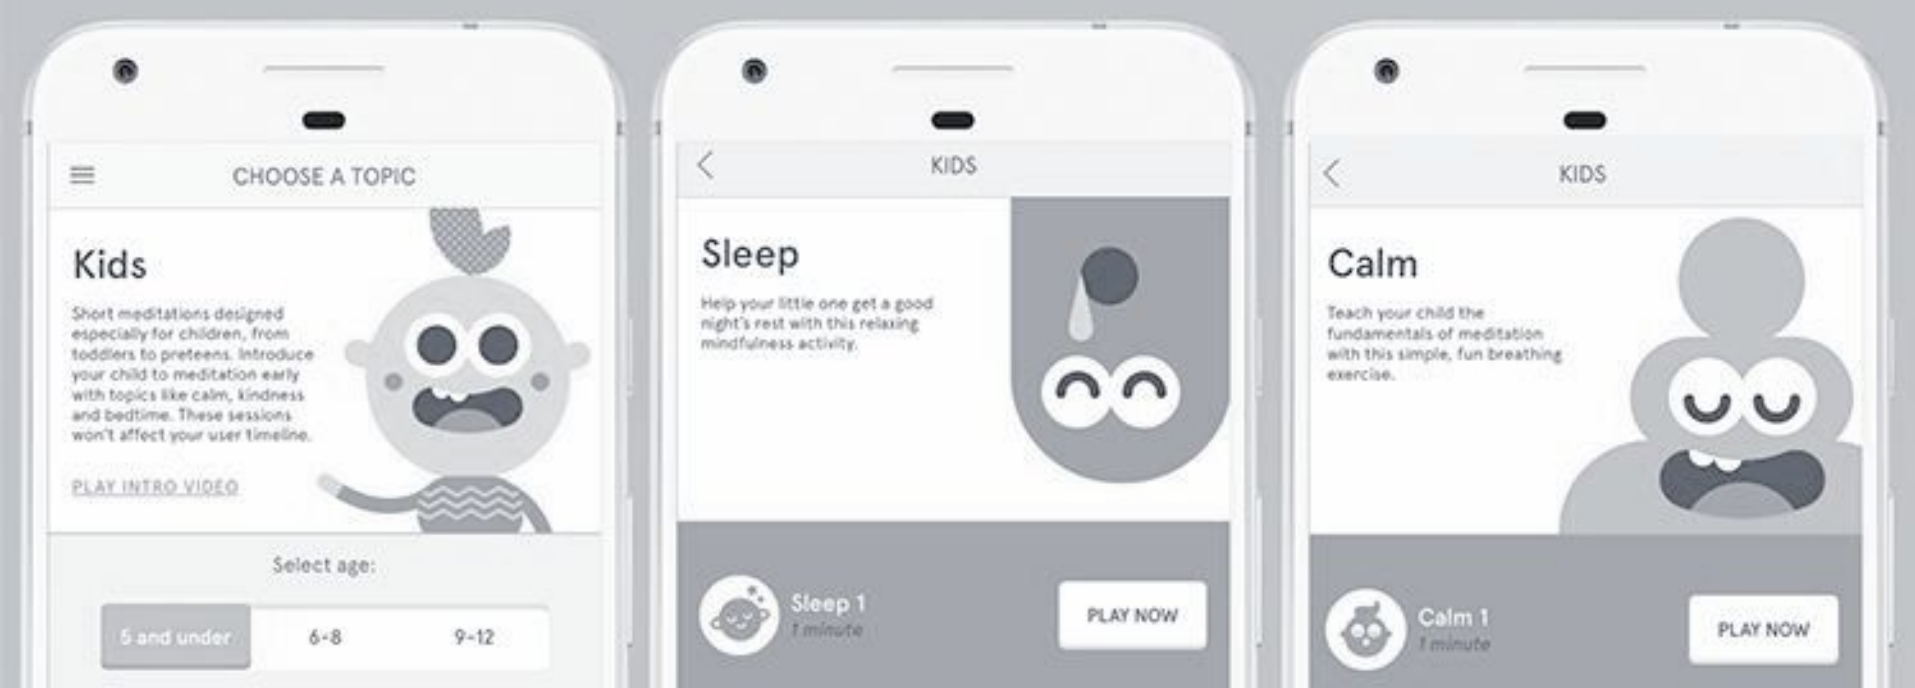 CHOOSE A TOPIC
Kids
Short meditations designed
especially for children, from
toddlers to preteens. Introduce
your child to meditation early
with topics like calm, kindness
and bedtime. These sessions
won't affect your user timeline.
PLAY INTRO VIDEO
Select age:
5 and under
6-8
9-12
KIDS
Sleep
Help your little one get a good
night's rest with this relaxing
mindfulness activity.
Sleep 1
1 minute
PLAY NOW
KIDS
Calm
Teach your child the
fundamentals of meditation
with this simple, fun breathing
exercise.
Calm 1
1 minute
PLAY NOW